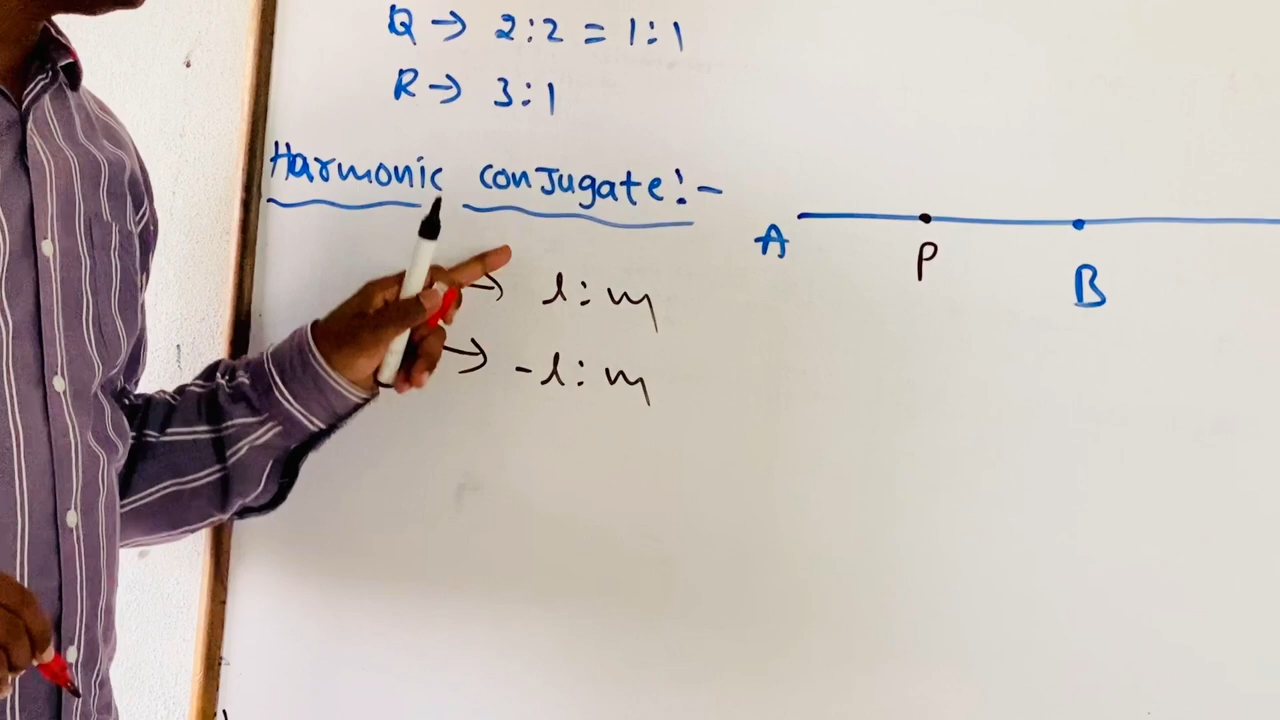 Q → 2:2 = 1:1
R → 3:1
Harmonic conjugate:-
A P B
→ l:m
→ -l:m